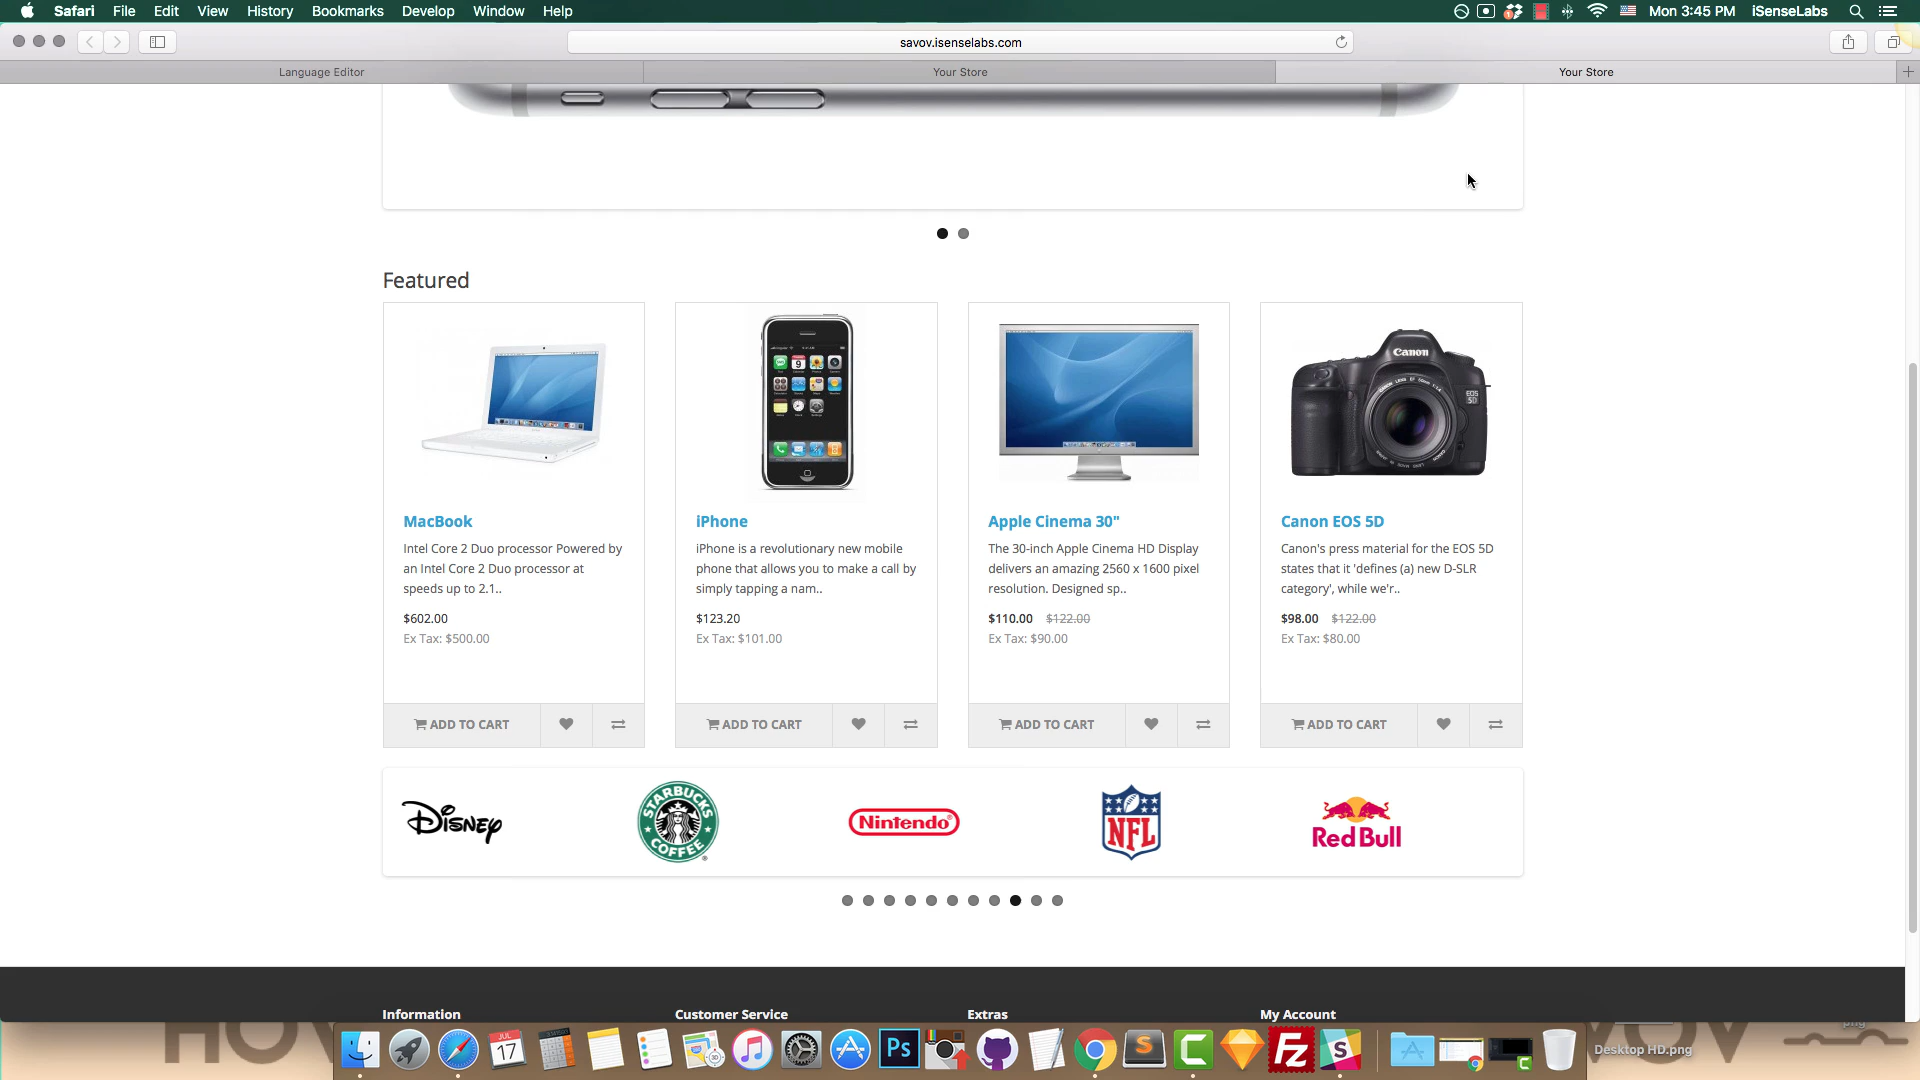 Safari File Edit View History Bookmarks Develop Window Help
Mon 3:45 PM iSenseLabs
savov.isenselabs.com
Language Editor
Your Store
Your Store
Featured
Canon
MacBook
Intel Core 2 Duo processor Powered by
an Intel Core 2 Duo processor at
speeds up to 2.1..
$602.00
Ex Tax: $500.00
ADD TO CART
iPhone
iPhone is a revolutionary new mobile
phone that allows you to make a call by
simply tapping a nam..
$123.20
Ex Tax: $101.00
ADD TO CART
Apple Cinema 30"
The 30-inch Apple Cinema HD Display
delivers an amazing 2560 x 1600 pixel
resolution. Designed sp..
$110.00 $122.00
Ex Tax: $90.00
ADD TO CART
Canon EOS 5D
Canon's press material for the EOS 5D
states that it 'defines (a) new D-SLR
category', while we'r..
$98.00 $122.00
Ex Tax: $80.00
ADD TO CART
Disney
STARBUCKS
COFFEE
Nintendo
NFL
Red Bull
Information
Customer Service
Extras
My Account
JUL
17
Ps
Fz
Desktop HD.png